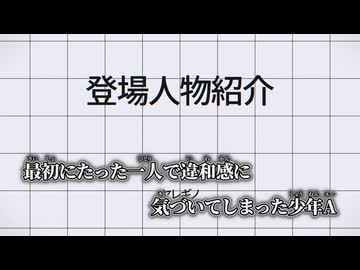 登場人物紹介
最初にたった一人で違和感に
気づいてしまった少年A